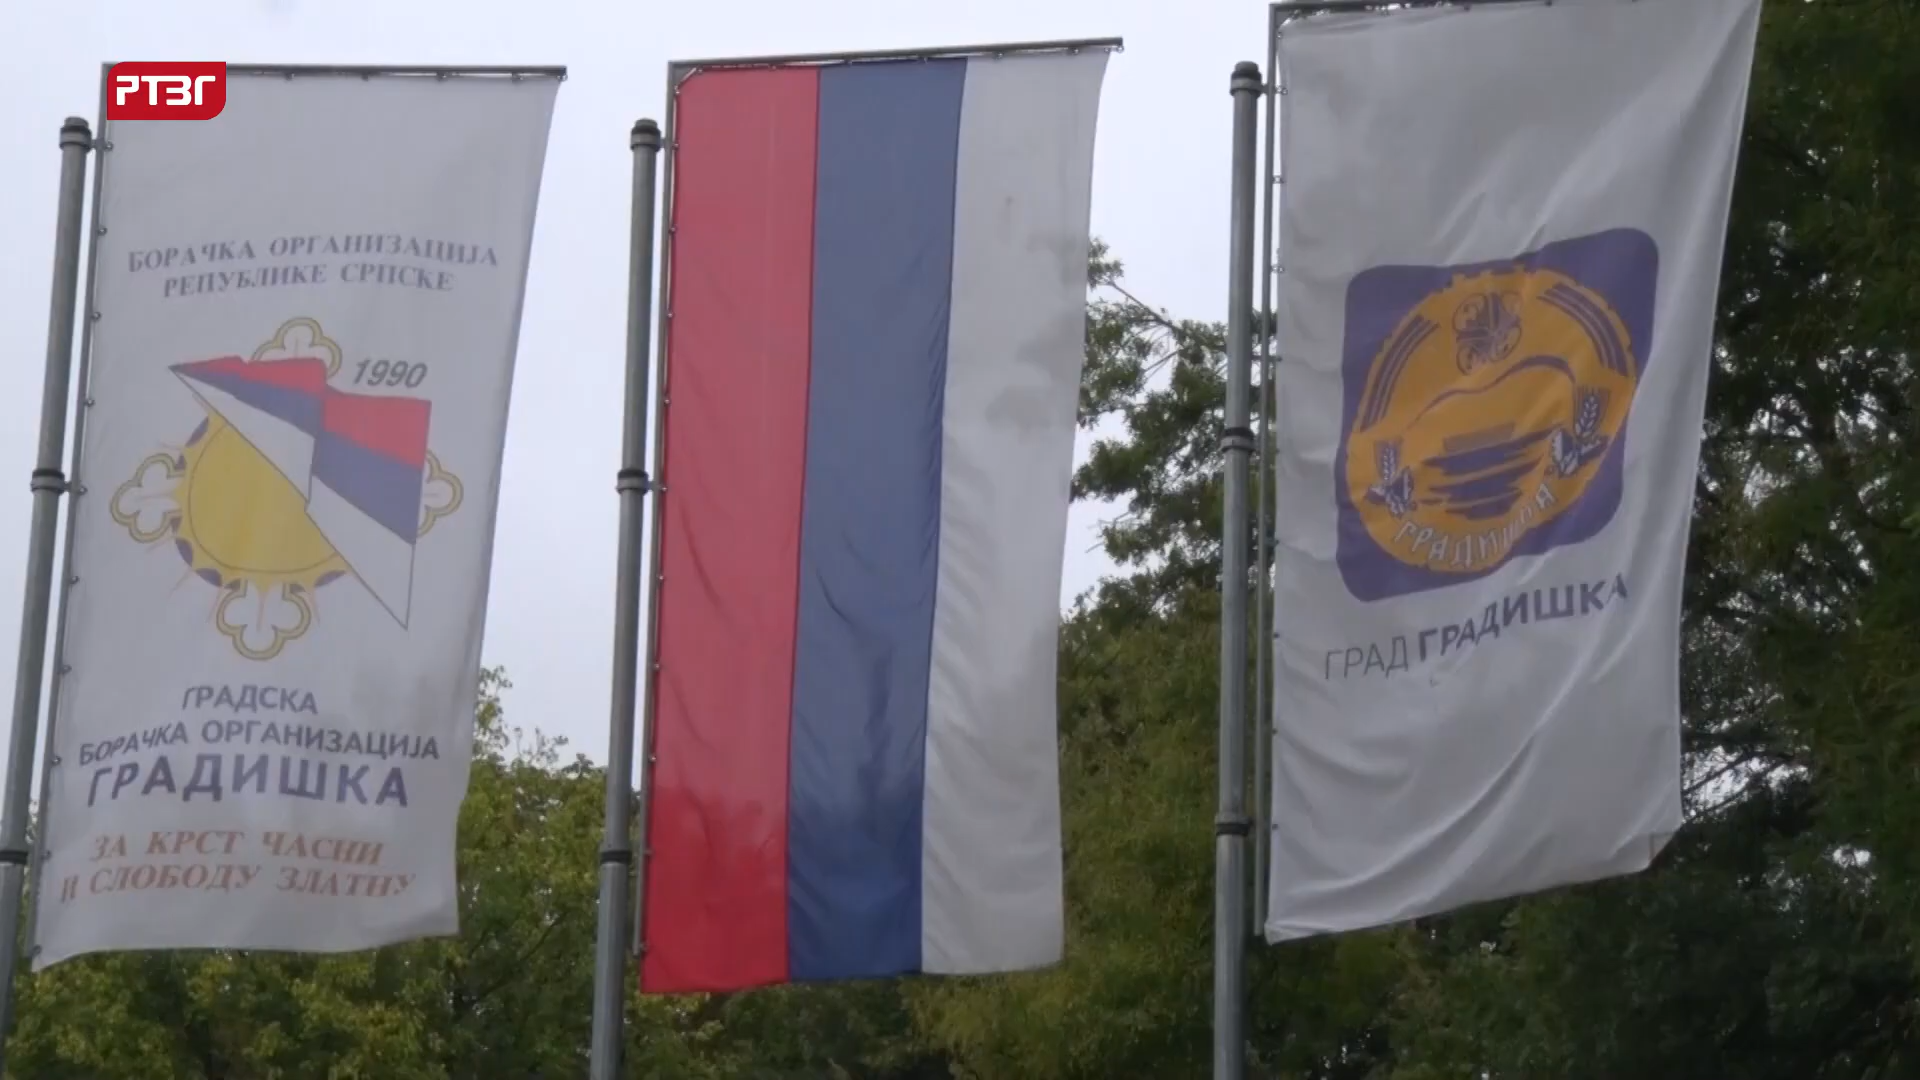 РТВГ
БОРАЧКА ОРГАНИЗАЦИЈА
РЕПУБЛИКЕ СРПСКЕ
1990
ГРАДСКА
БОРАЧКА ОРГАНИЗАЦИЈА
ГРАДИШКА
ЗА КРСТ ЧАСНИ
И СЛОБОДУ ЗЛАТНУ
ГРАДИШКА
ГРАД ГРАДИШКА